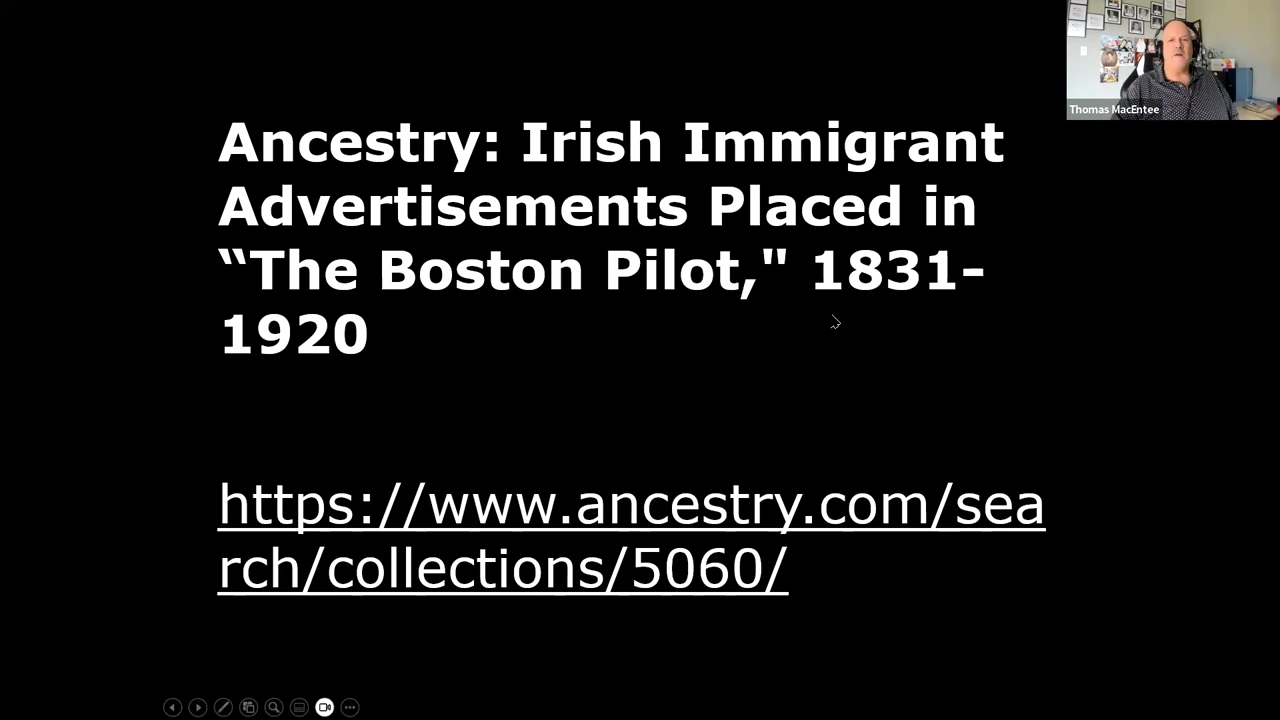 Ancestry: Irish Immigrant
Advertisements Placed in
“The Boston Pilot," 1831-
1920
https://www.ancestry.com/sea
rch/collections/5060/
Thomas MacEntee